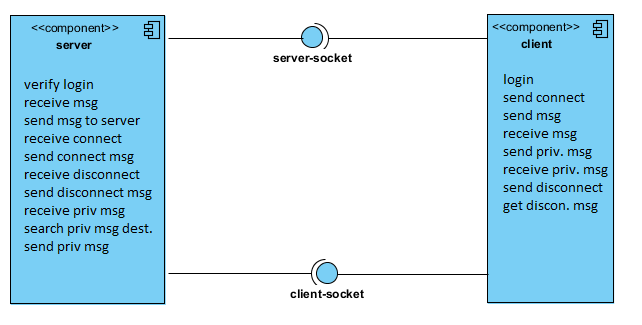 <<component>>
server
verify login
receive msg
send msg to server
receive connect
send connect msg
receive disconnect
send disconnect msg
receive priv msg
search priv msg dest.
send priv msg
server-socket
client-socket
<<component>>
client
login
send connect
send msg
receive msg
send priv. msg
receive priv. msg
send disconnect
get discon. msg